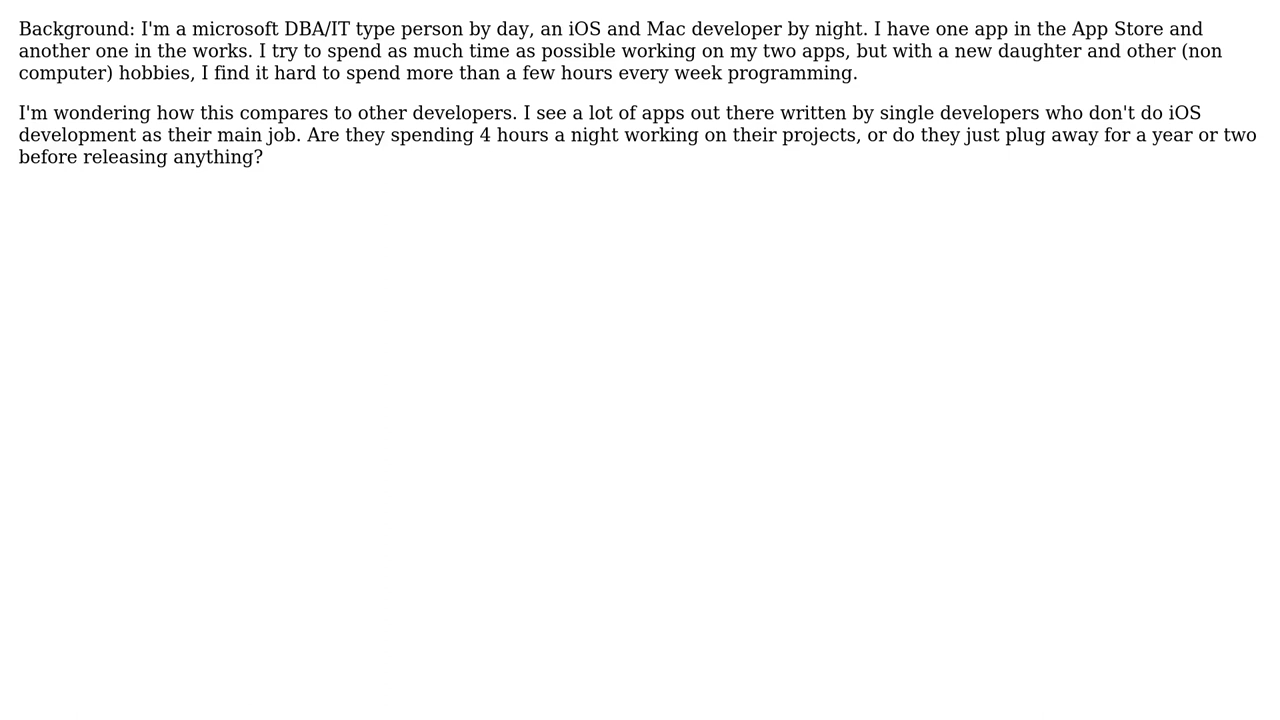 Background: I'm a microsoft DBA/IT type person by day, an iOS and Mac developer by night. I have one app in the App Store and
another one in the works. I try to spend as much time as possible working on my two apps, but with a new daughter and other (non
computer) hobbies, I find it hard to spend more than a few hours every week programming.
I'm wondering how this compares to other developers. I see a lot of apps out there written by single developers who don't do iOS
development as their main job. Are they spending 4 hours a night working on their projects, or do they just plug away for a year or two
before releasing anything?